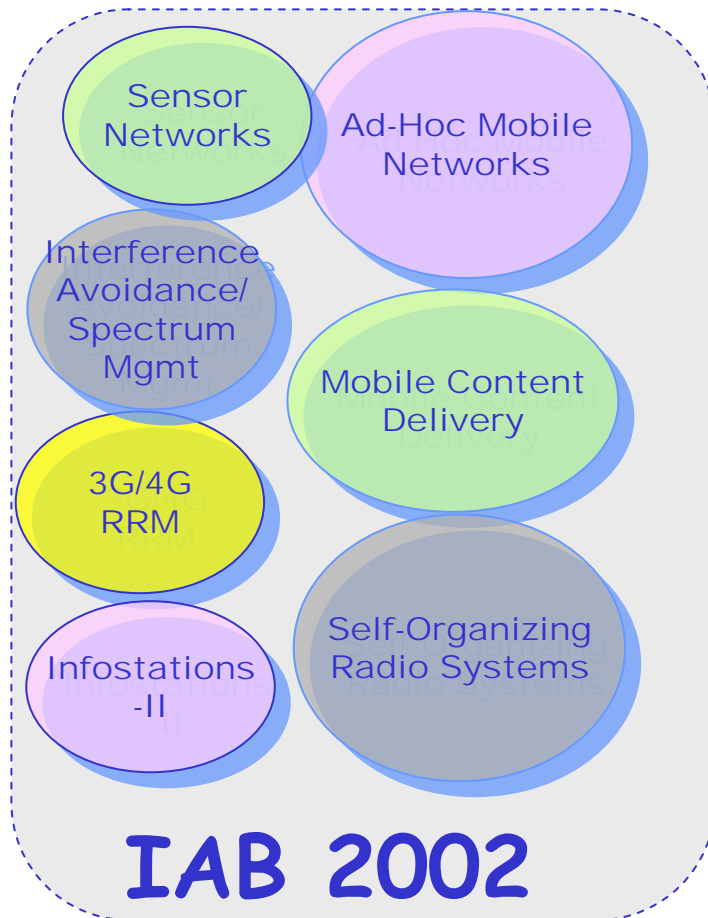 Sensor
Networks
Ad-Hoc Mobile
Networks
Interference
Avoidance/
Spectrum
Mgmt
Mobile Content
Delivery
3G/4G
RRM
Self-Organizing
Radio Systems
Infostations
-II
IAB 2002